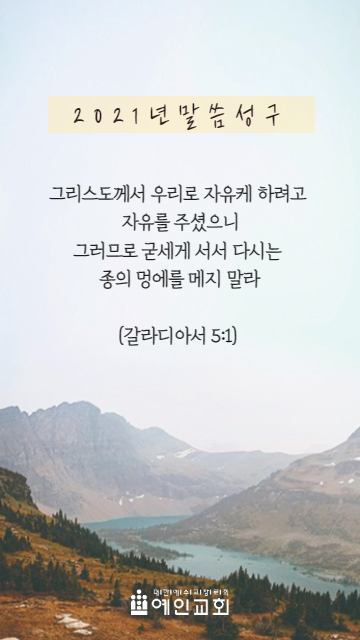 2021년말씀성구
그리스도께서 우리로 자유케 하려고
자유를 주셨으니
그러므로 굳세게 서서 다시는
종의 멍에를 메지 말라
(갈라디아서 5:1)
예인교회